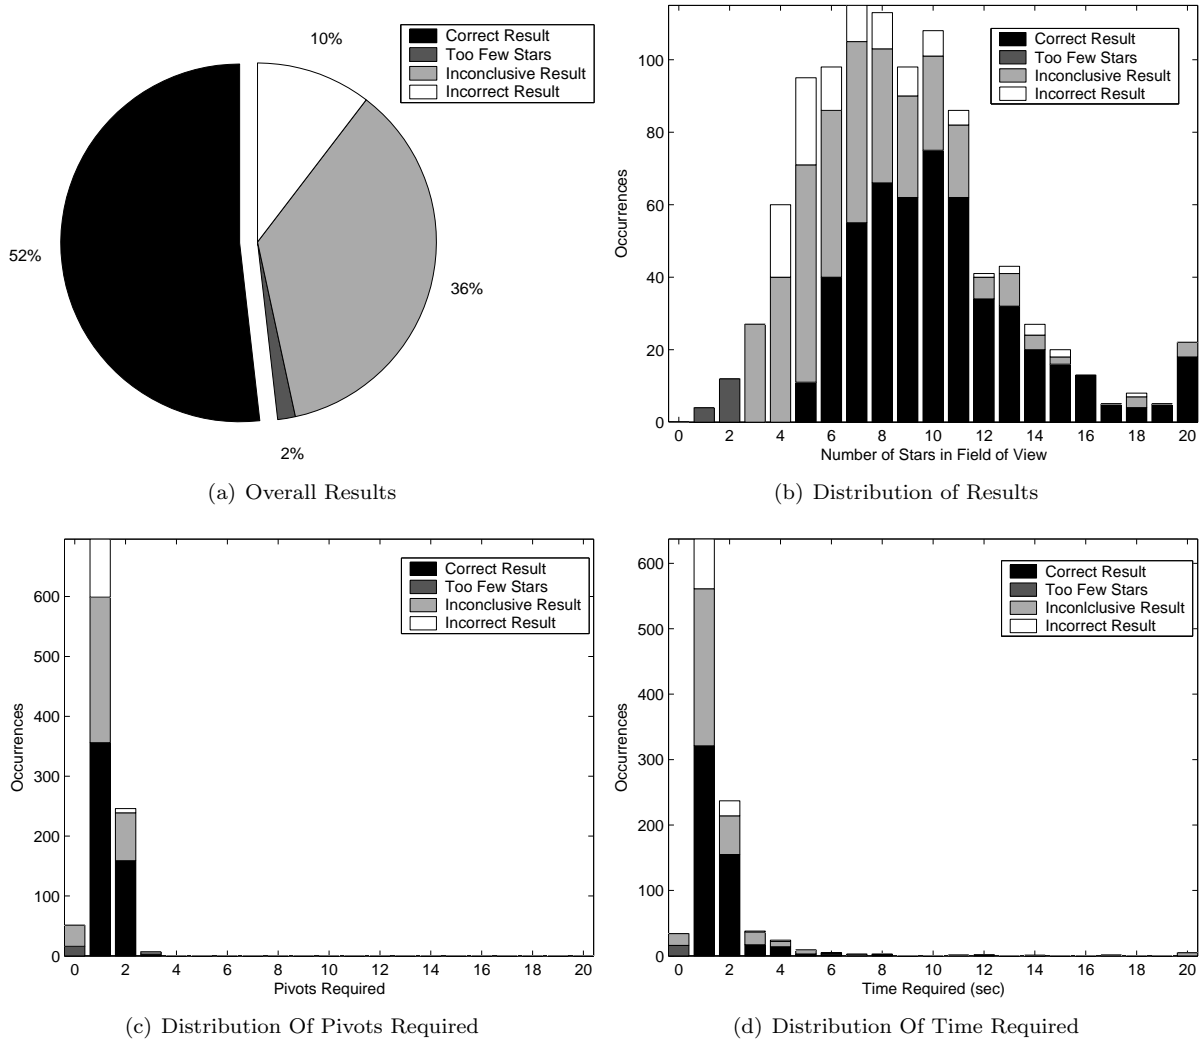 10%
Correct Result
Too Few Stars
Inconclusive Result
Incorrect Result
52%
36%
2%
(a) Overall Results
100
80
60
40
20
0
Occurrences
Correct Result
Too Few Stars
Inconclusive Result
Incorrect Result
0 2 4 6 8 10 12 14 16 18 20
Number of Stars in Field of View
(b) Distribution of Results
600
500
400
300
200
100
0
Occurrences
Correct Result
Too Few Stars
Inconclusive Result
Incorrect Result
0 2 4 6 8 10 12 14 16 18 20
Pivots Required
(c) Distribution Of Pivots Required
600
500
400
300
200
100
0
Occurrences
Correct Result
Too Few Stars
Inconlclusive Result
Incorrect Result
0 2 4 6 8 10 12 14 16 18 20
Time Required (sec)
(d) Distribution Of Time Required